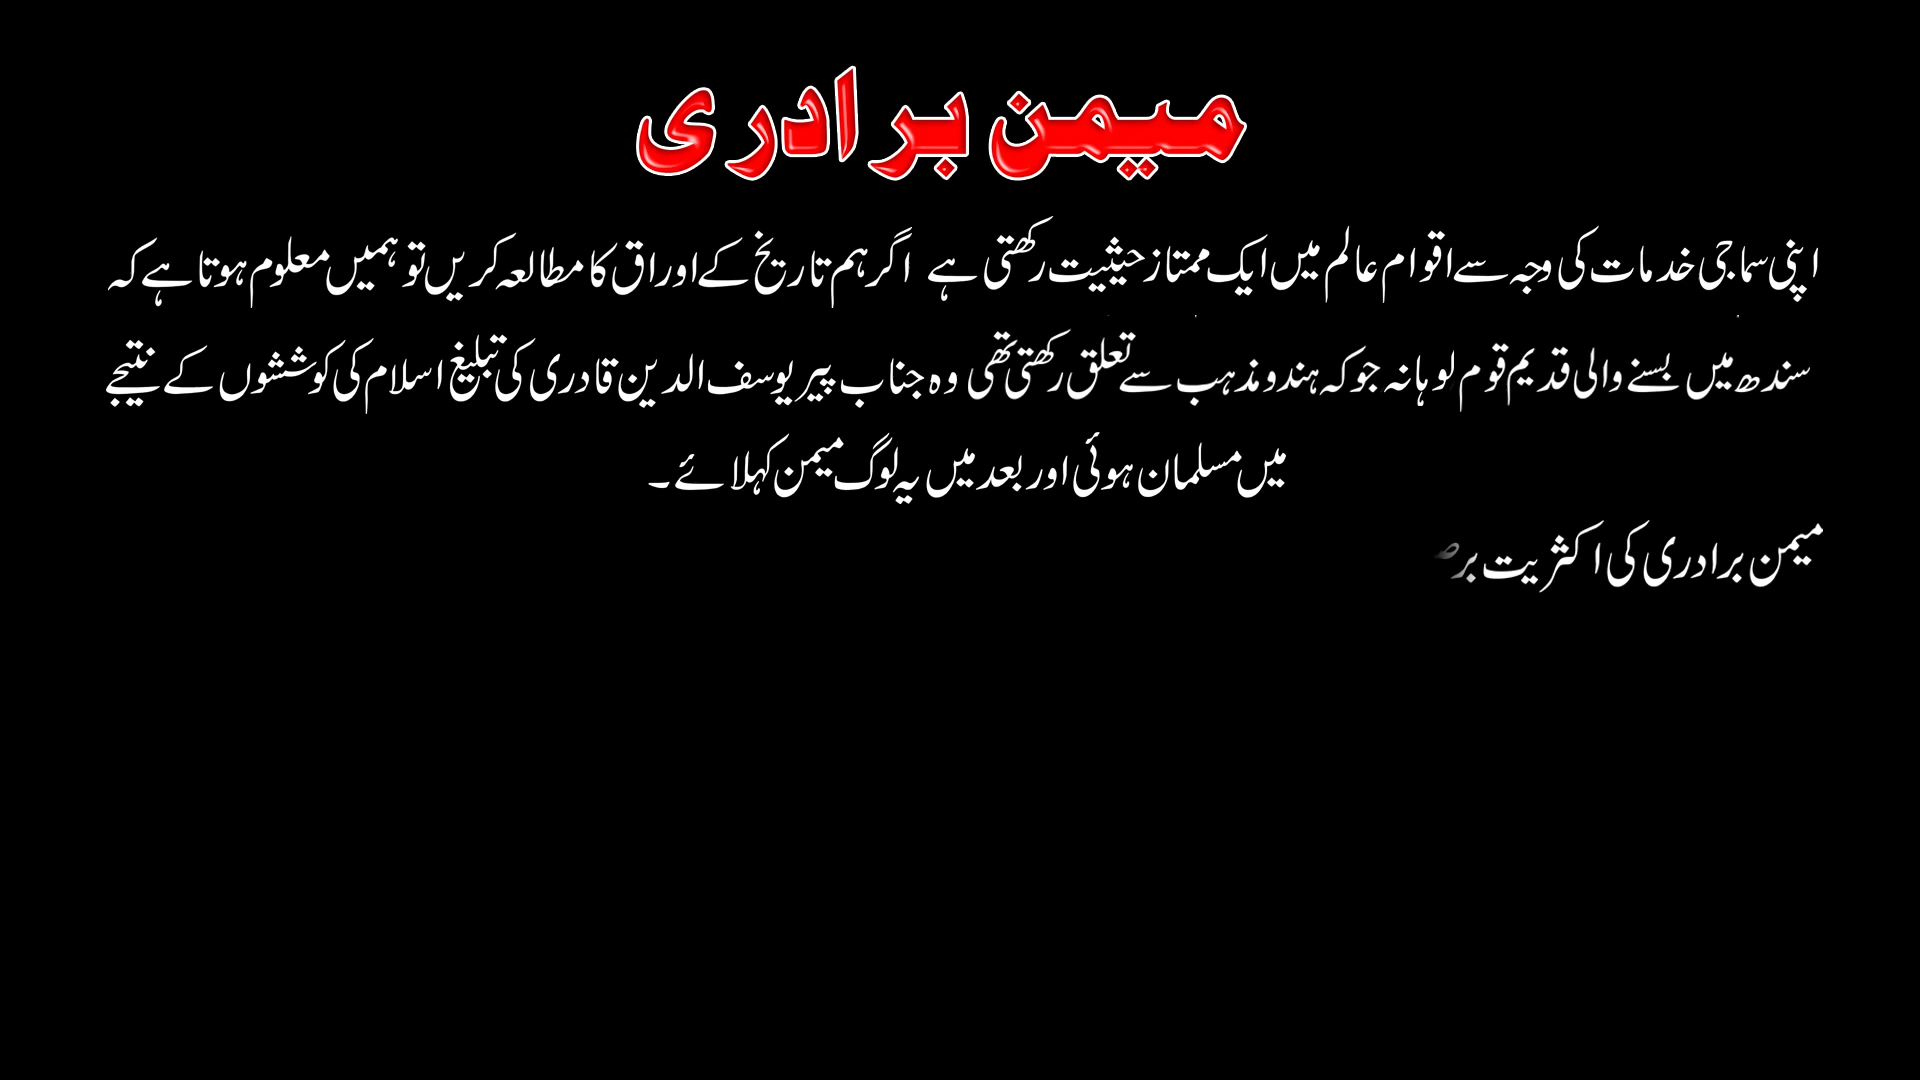 میمن برادری
اپنی سماجی خدمات کی وجہ سے اقوام عالم میں ایک ممتاز حیثیت رکھتی ہے اگر ہم تاریخ کے اوراق کا مطالعہ کریں تو ہمیں معلوم ہوتا ہے کہ
سندھ میں بسنے والی قدیم قوم لوہانہ جو کہ ہندو مذہب سے تعلق رکھتی تھی وہ جناب پیر یوسف الدین قادری کی تبلیغ اسلام کی کوششوں کے نتیجے
میں مسلمان ہوئی اور بعد میں یہ لوگ میمن کہلائے ۔
میمن برادری کی اکثریت بر